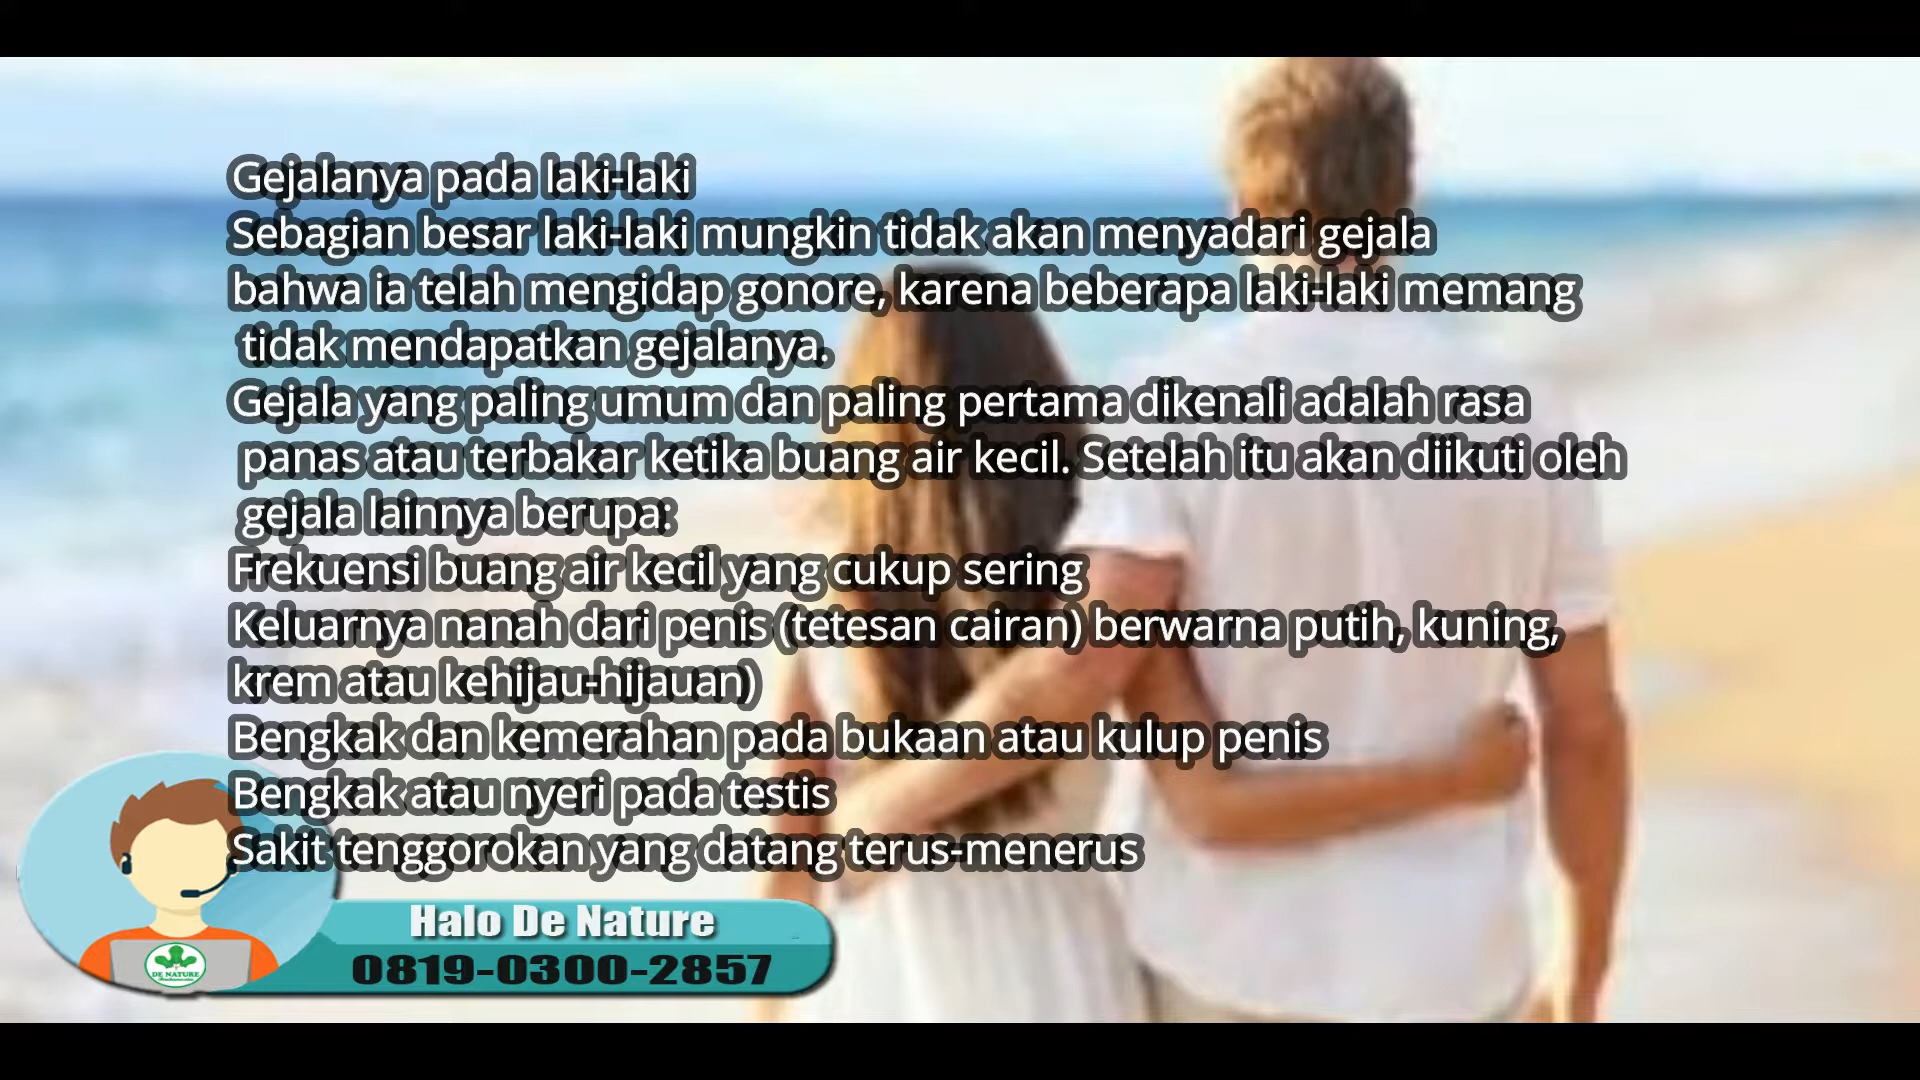 Gejalanya pada laki-laki
Sebagian besar laki-laki mungkin tidak akan menyadari gejala
bahwa ia telah mengidap gonore, karena beberapa laki-laki memang
tidak mendapatkan gejalanya.
Gejala yang paling umum dan paling pertama dikenali adalah rasa
panas atau terbakar ketika buang air kecil. Setelah itu akan diikuti oleh
gejala lainnya berupa:
Frekuensi buang air kecil yang cukup sering
Keluarnya nanah dari penis (tetesan cairan) berwarna putih, kuning,
krem atau kehijau-hijauan)
Bengkak dan kemerahan pada bukaan atau kulup penis
Bengkak atau nyeri pada testis
Sakit tenggorokan yang datang terus-menerus
Halo De Nature
0819-0300-2857
DE NATURE